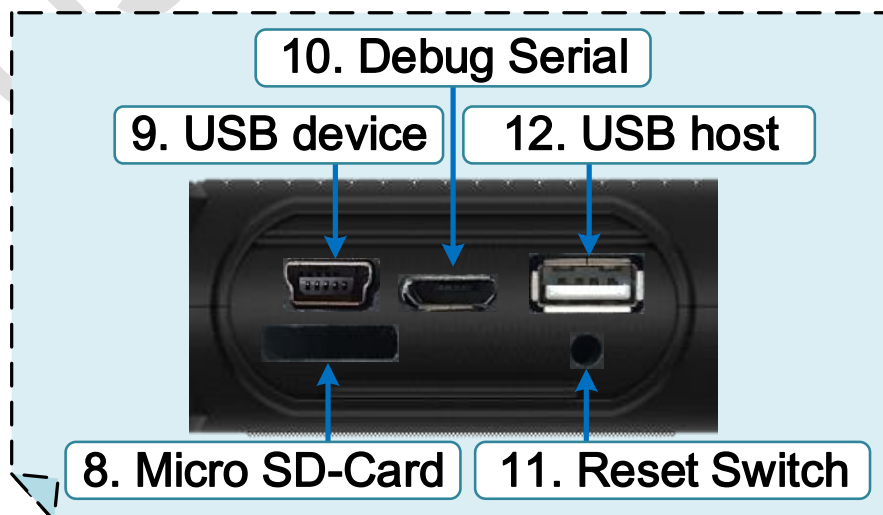 10. Debug Serial
9. USB device
12. USB host
8. Micro SD-Card
11. Reset Switch